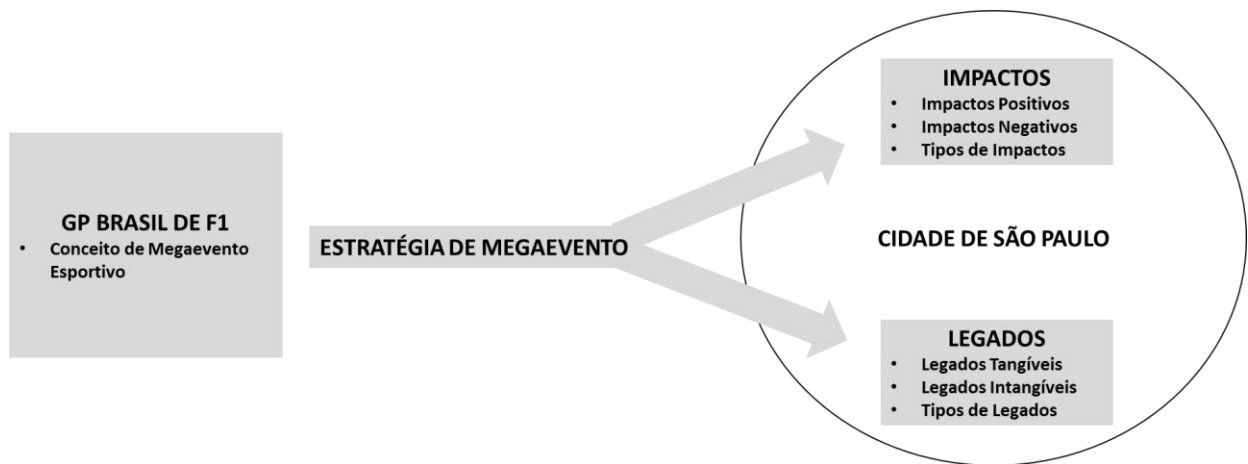 GP BRASIL DE F1
• Conceito de Megaevento
Esportivo
ESTRATÉGIA DE MEGAEVENTO
IMPACTOS
• Impactos Positivos
• Impactos Negativos
• Tipos de Impactos
CIDADE DE SÃO PAULO
LEGADOS
• Legados Tangíveis
• Legados Intangíveis
• Tipos de Legados